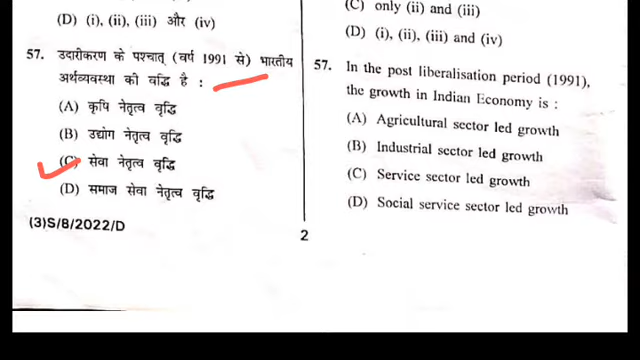 (D) (i), (ii), (iii) और (iv)
57. उदारीकरण के पश्चात् (वर्ष 1991 से) भारतीय
अर्थव्यवस्था की वृद्धि है :
(A) कृषि नेतृत्व वृद्धि
(B) उद्योग नेतृत्व वृद्धि
(C) सेवा नेतृत्व वृद्धि
(D) समाज सेवा नेतृत्व वृद्धि
(3)S/8/2022/D
2
(C) only (ii) and (iii)
(D) (i), (ii), (iii) and (iv)
57. In the post liberalisation period (1991),
the growth in Indian Economy is :
(A) Agricultural sector led growth
(B) Industrial sector led growth
(C) Service sector led growth
(D) Social service sector led growth